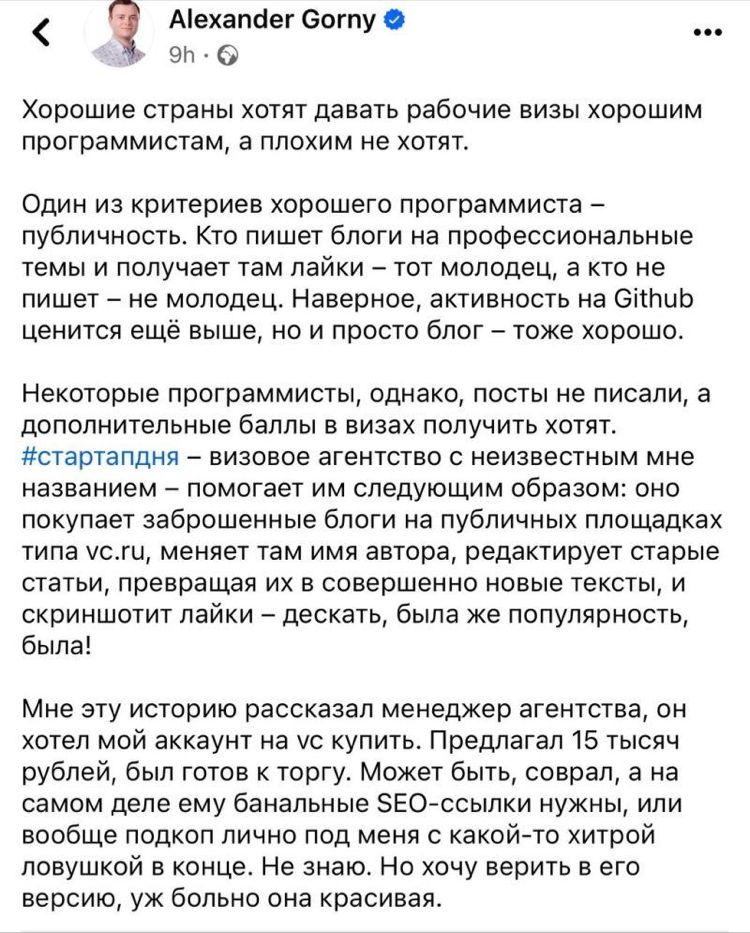 Alexander Gorny
9h
Хорошие страны хотят давать рабочие визы хорошим
программистам, а плохим не хотят.
Один из критериев хорошего программиста –
публичность. Кто пишет блоги на профессиональные
темы и получает там лайки – тот молодец, а кто не
пишет – не молодец. Наверное, активность на Github
ценится ещё выше, но и просто блог – тоже хорошо.
Некоторые программисты, однако, посты не писали, а
дополнительные баллы в визах получить хотят.
#стартапдня – визовое агентство с неизвестным мне
названием – помогает им следующим образом: оно
покупает заброшенные блоги на публичных площадках
типа vc.ru, меняет там имя автора, редактирует старые
статьи, превращая их в совершенно новые тексты, и
скриншотит лайки – дескать, была же популярность,
была!
Мне эту историю рассказал менеджер агентства, он
хотел мой аккаунт на vc купить. Предлагал 15 тысяч
рублей, был готов к торгу. Может быть, соврал, а на
самом деле ему банальные SEO-ссылки нужны, или
вообще подкоп лично под меня с какой-то хитрой
ловушкой в конце. Не знаю. Но хочу верить в его
версию, уж больно она красивая.